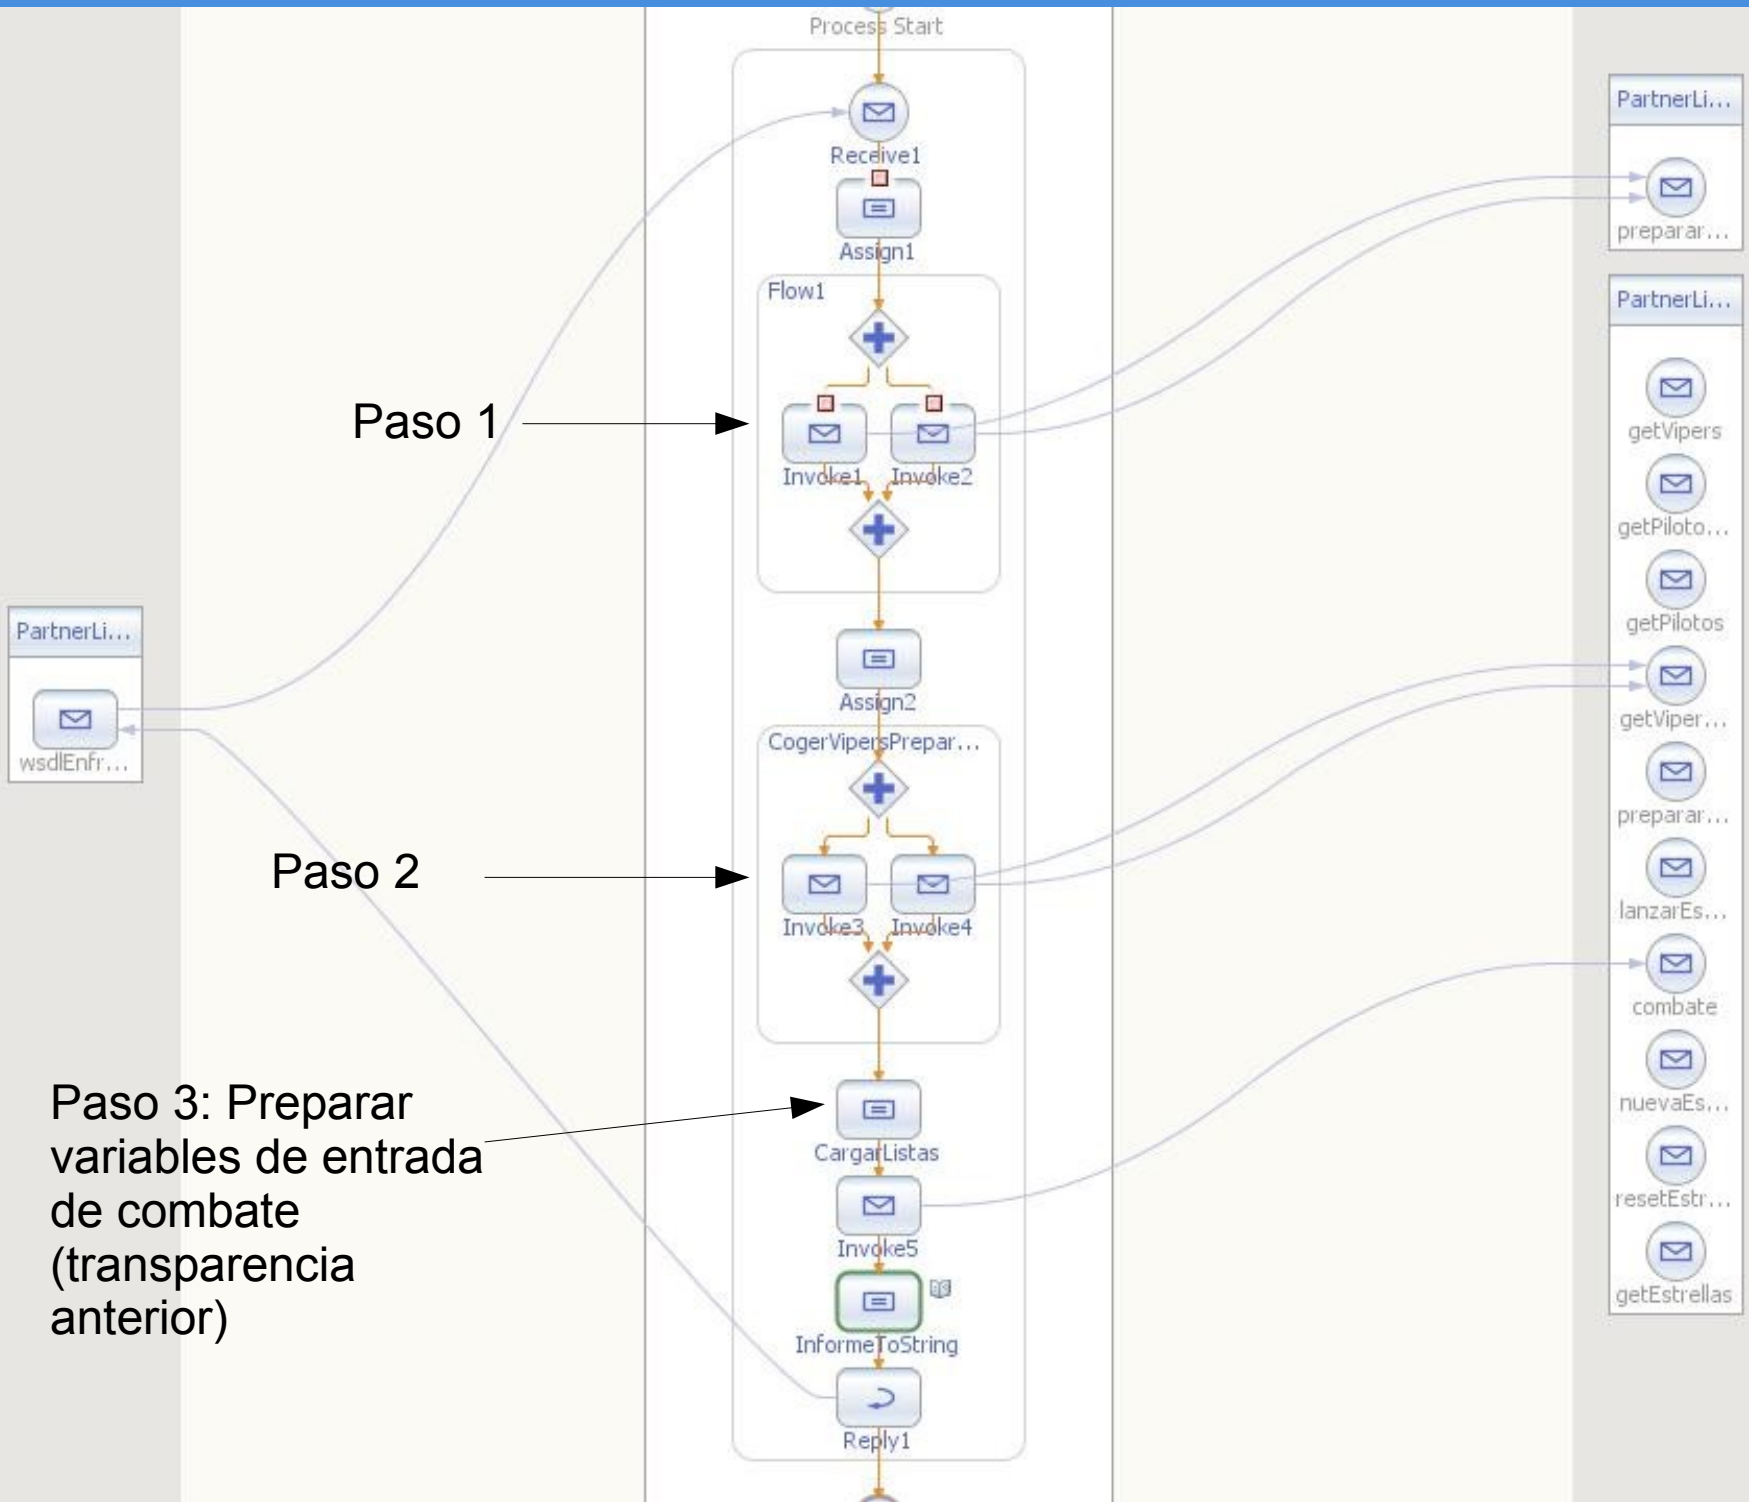 Process Start
Receive1
Assign1
Flow1
Invoke1
Invoke2
Assign2
CogerVipersPrepar...
Invoke3
Invoke4
CargarListas
Invoke5
InformeToString
Reply1
Paso 1
Paso 2
Paso 3: Preparar
variables de entrada
de combate
(transparencia
anterior)
PartnerLi...
wsdlEnfr...
PartnerLi...
preparar...
PartnerLi...
getVipers
getPiloto...
getPilotos
getViper...
preparar...
lanzarEs...
combate
nuevaEs...
resetEstr...
getEstrellas